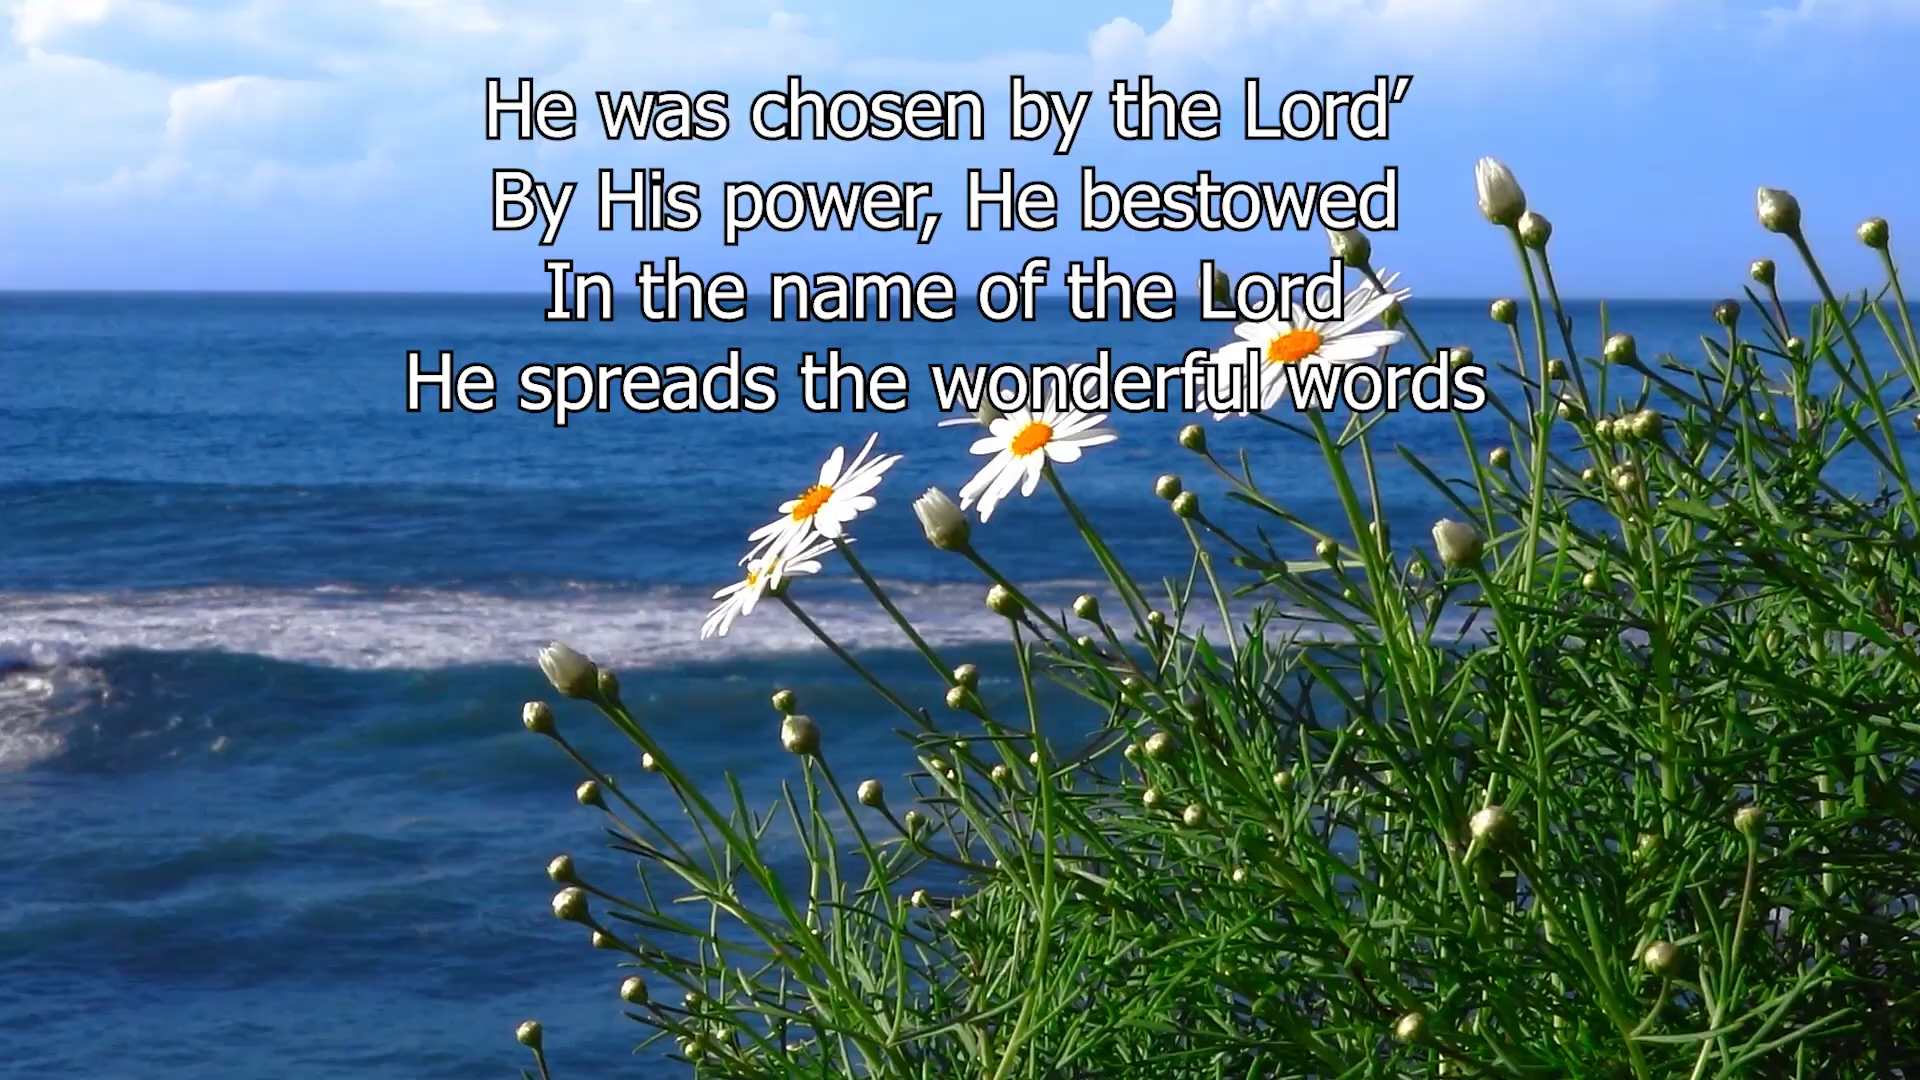 He was chosen by the Lord’
By His power, He bestowed
In the name of the Lord
He spreads the wonderful words